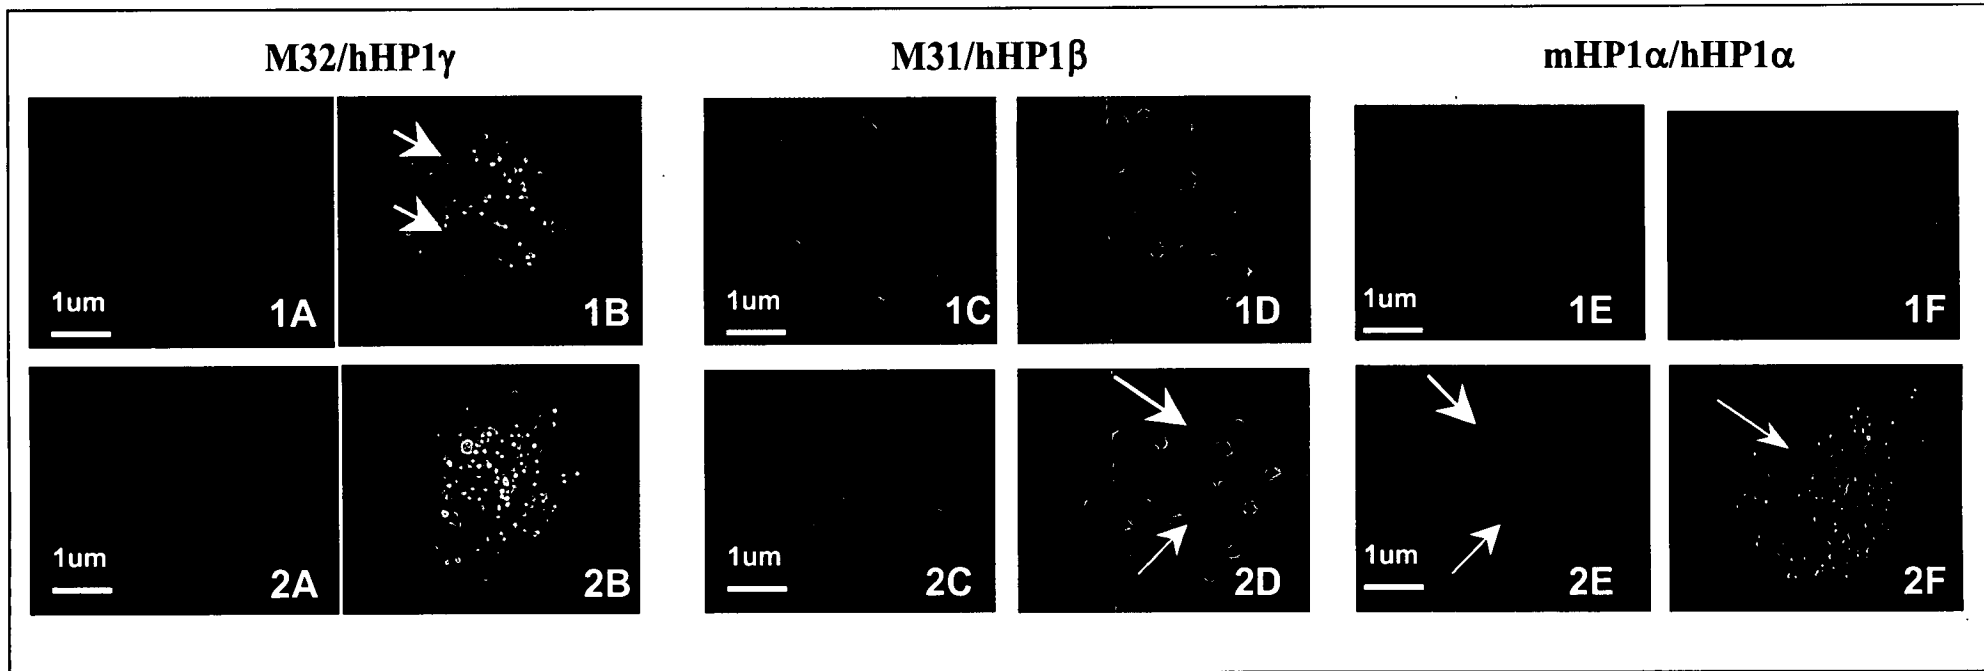 M32/hHP1γ M31/hHP1β mHP1α/hHP1α
1um 1A 1B 1um 1C 1D 1um 1E 1F
1um 2A 2B 1um 2C 2D 1um 2E 2F